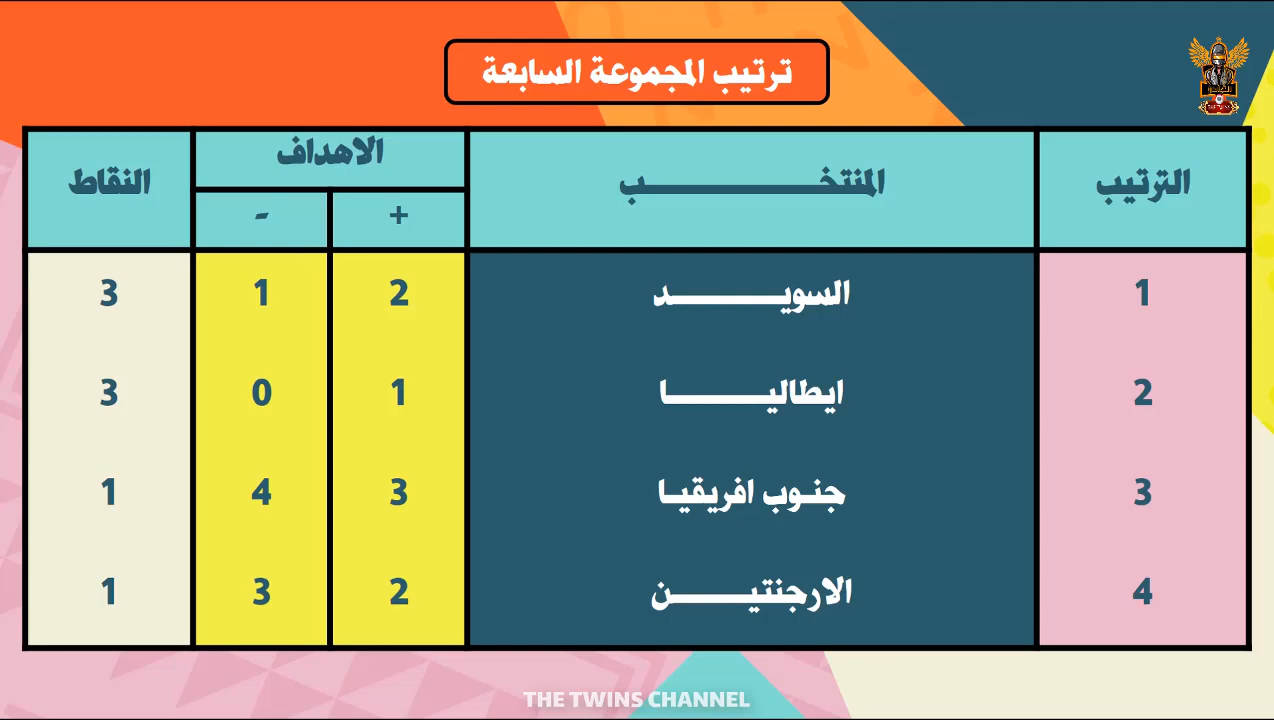 ترتيب المجموعة السابعة
الترتيب المنتخب الاهداف النقاط
+ -
1 السويد 2 1 3
2 ايطاليا 1 0 3
3 جنوب افريقيا 3 4 1
4 الارجنتين 2 3 1
THE TWINS CHANNEL